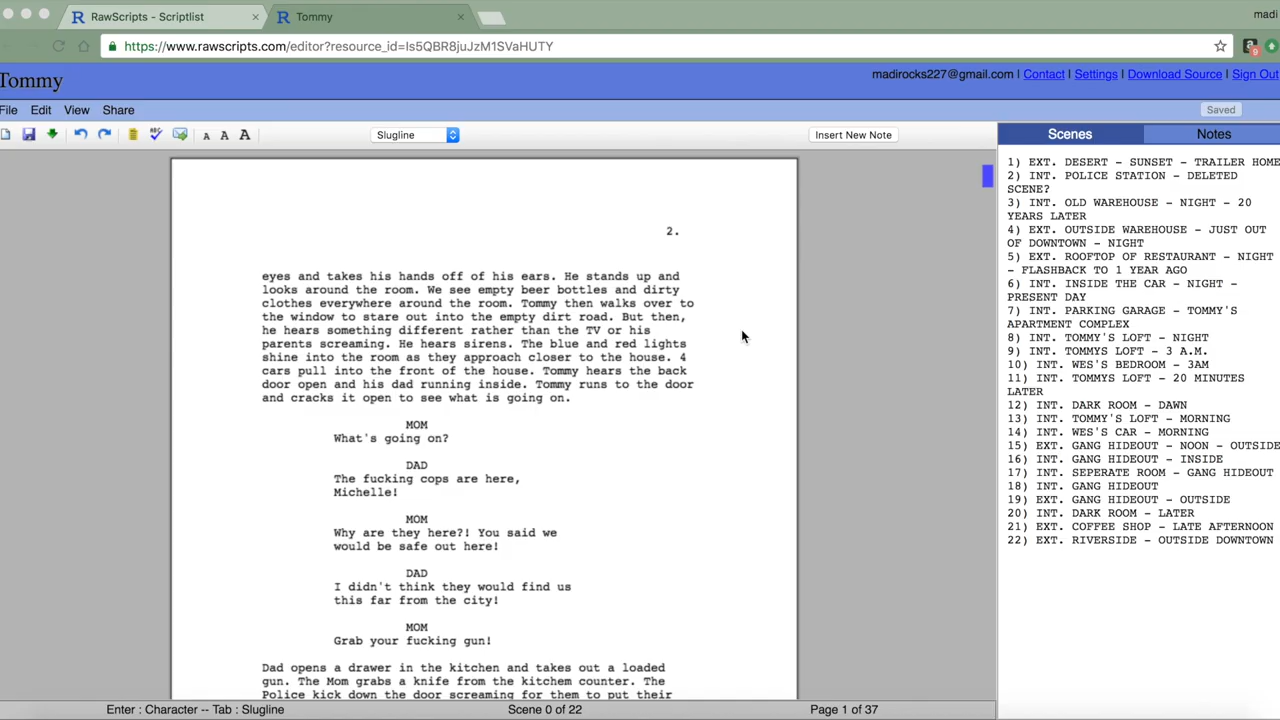 RawScripts - Scriptlist
Tommy
madi
https://www.rawscripts.com/editor?resource_id=Is5QBR8juJzM1SVaHUTY
9
Tommy
madirocks227@gmail.com | Contact | Settings | Download Source | Sign Out
File Edit View Share
Saved
A A A
Slugline
Insert New Note
Scenes
Notes
2.
eyes and takes his hands off of his ears. He stands up and
looks around the room. We see empty beer bottles and dirty
clothes everywhere around the room. Tommy then walks over to
the window to stare out into the empty dirt road. But then,
he hears something different rather than the TV or his
parents screaming. He hears sirens. The blue and red lights
shine into the room as they approach closer to the house. 4
cars pull into the front of the house. Tommy hears the back
door open and his dad running inside. Tommy runs to the door
and cracks it open to see what is going on.
MOM
What's going on?
DAD
The fucking cops are here,
Michelle!
MOM
Why are they here?! You said we
would be safe out here!
DAD
I didn't think they would find us
this far from the city!
MOM
Grab your fucking gun!
Dad opens a drawer in the kitchen and takes out a loaded
gun. The Mom grabs a knife from the kitchem counter. The
Police kick down the door screaming for them to put their
1) EXT. DESERT - SUNSET - TRAILER HOME
2) INT. POLICE STATION - DELETED
SCENE?
3) INT. OLD WAREHOUSE - NIGHT - 20
YEARS LATER
4) EXT. OUTSIDE WAREHOUSE - JUST OUT
OF DOWNTOWN - NIGHT
5) EXT. ROOFTOP OF RESTAURANT - NIGHT
- FLASHBACK TO 1 YEAR AGO
6) INT. INSIDE THE CAR - NIGHT -
PRESENT DAY
7) INT. PARKING GARAGE - TOMMY'S
APARTMENT COMPLEX
8) INT. TOMMY'S LOFT - NIGHT
9) INT. TOMMYS LOFT - 3 A.M.
10) INT. WES'S BEDROOM - 3AM
11) INT. TOMMYS LOFT - 20 MINUTES
LATER
12) INT. DARK ROOM - DAWN
13) INT. TOMMY'S LOFT - MORNING
14) INT. WES'S CAR - MORNING
15) EXT. GANG HIDEOUT - NOON - OUTSIDE
16) INT. GANG HIDEOUT - INSIDE
17) INT. SEPERATE ROOM - GANG HIDEOUT
18) INT. GANG HIDEOUT
19) EXT. GANG HIDEOUT - OUTSIDE
20) INT. DARK ROOM - LATER
21) EXT. COFFEE SHOP - LATE AFTERNOON
22) EXT. RIVERSIDE - OUTSIDE DOWNTOWN
Enter : Character -- Tab : Slugline
Scene 0 of 22
Page 1 of 37